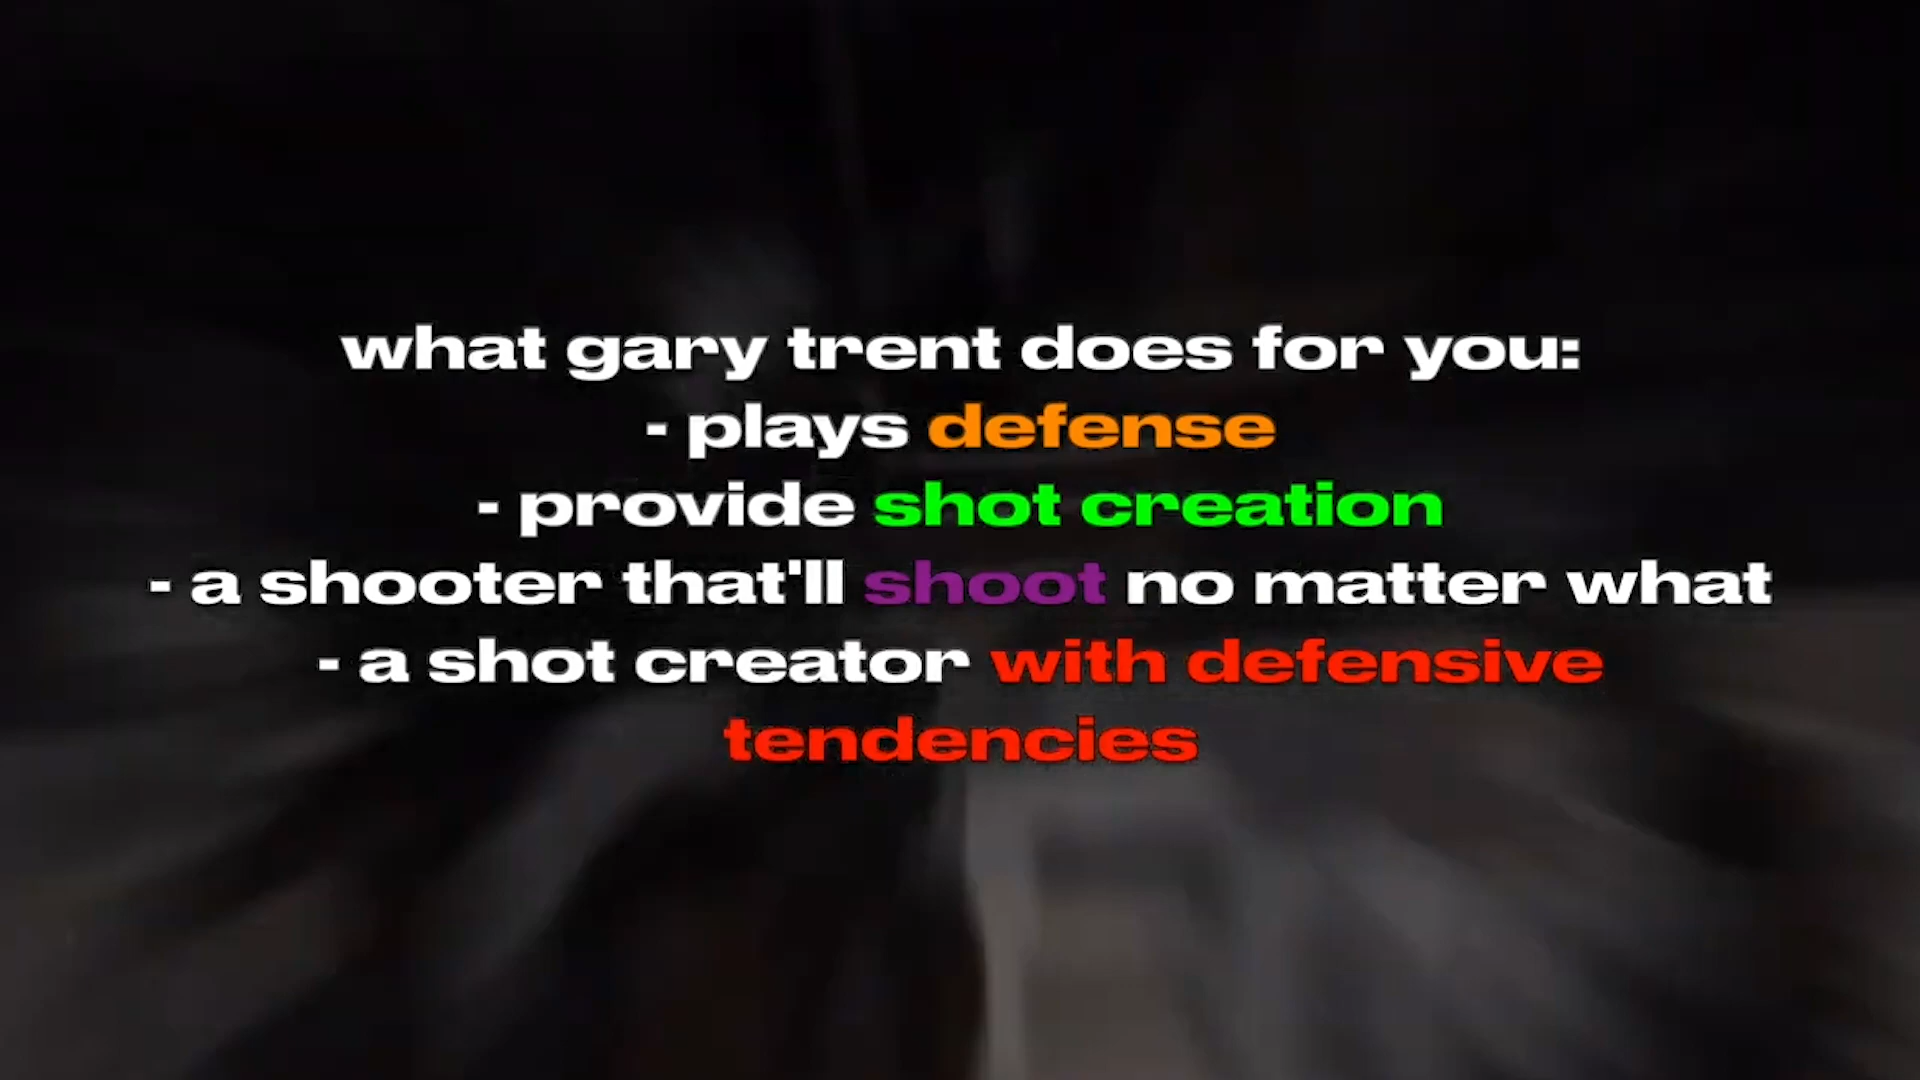 what gary trent does for you:
- plays defense
- provide shot creation
- a shooter that'll shoot no matter what
- a shot creator with defensive
tendencies